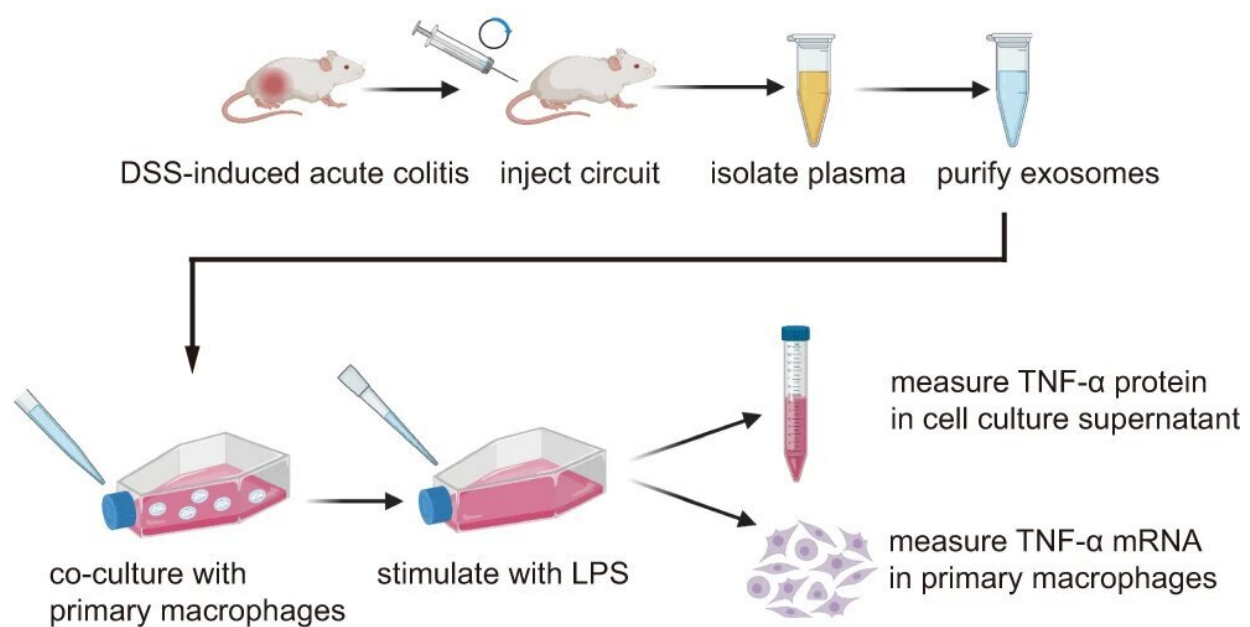 DSS-induced acute colitis
inject circuit
isolate plasma
purify exosomes
co-culture with
primary macrophages
stimulate with LPS
measure TNF-α protein
in cell culture supernatant
measure TNF-α mRNA
in primary macrophages